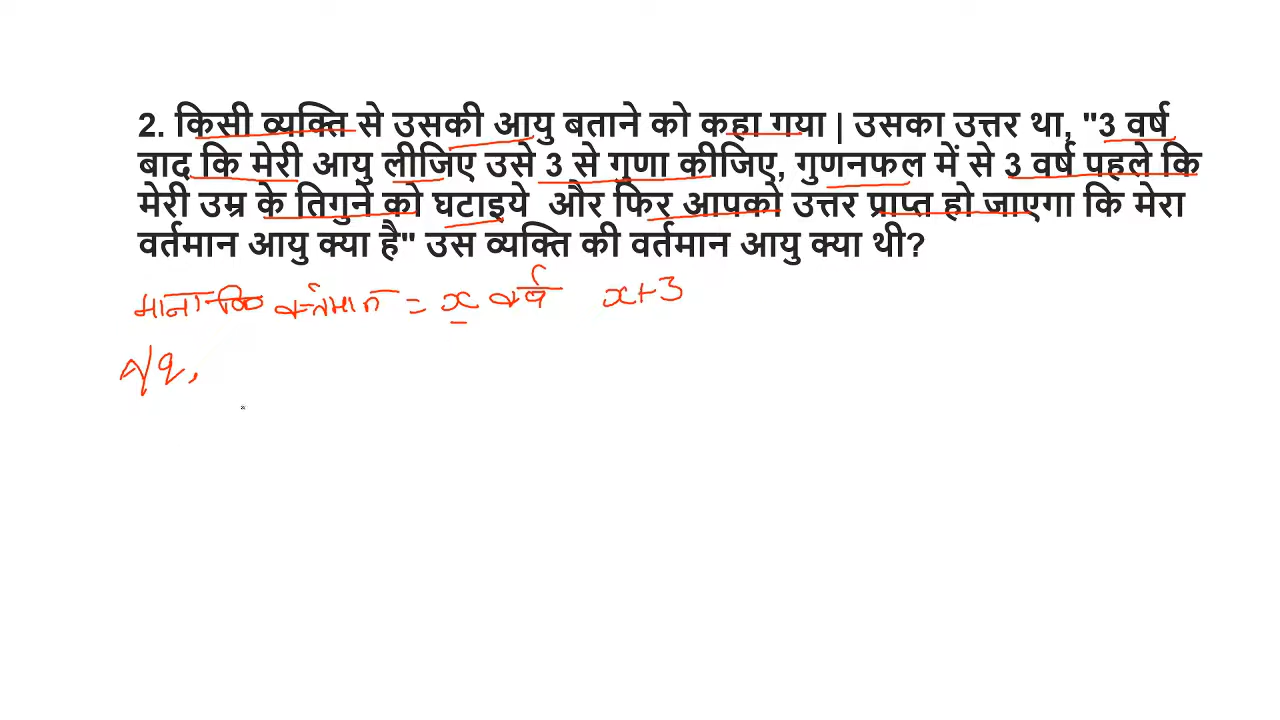 2. किसी व्यक्ति से उसकी आयु बताने को कहा गया | उसका उत्तर था, "3 वर्ष
बाद कि मेरी आयु लीजिए उसे 3 से गुणा कीजिए, गुणनफल में से 3 वर्ष पहले कि
मेरी उम्र के तिगुने को घटाइये और फिर आपको उत्तर प्राप्त हो जाएगा कि मेरा
वर्तमान आयु क्या है" उस व्यक्ति की वर्तमान आयु क्या थी?
माना कि वर्तमान = x वर्ष x+3
A/q,